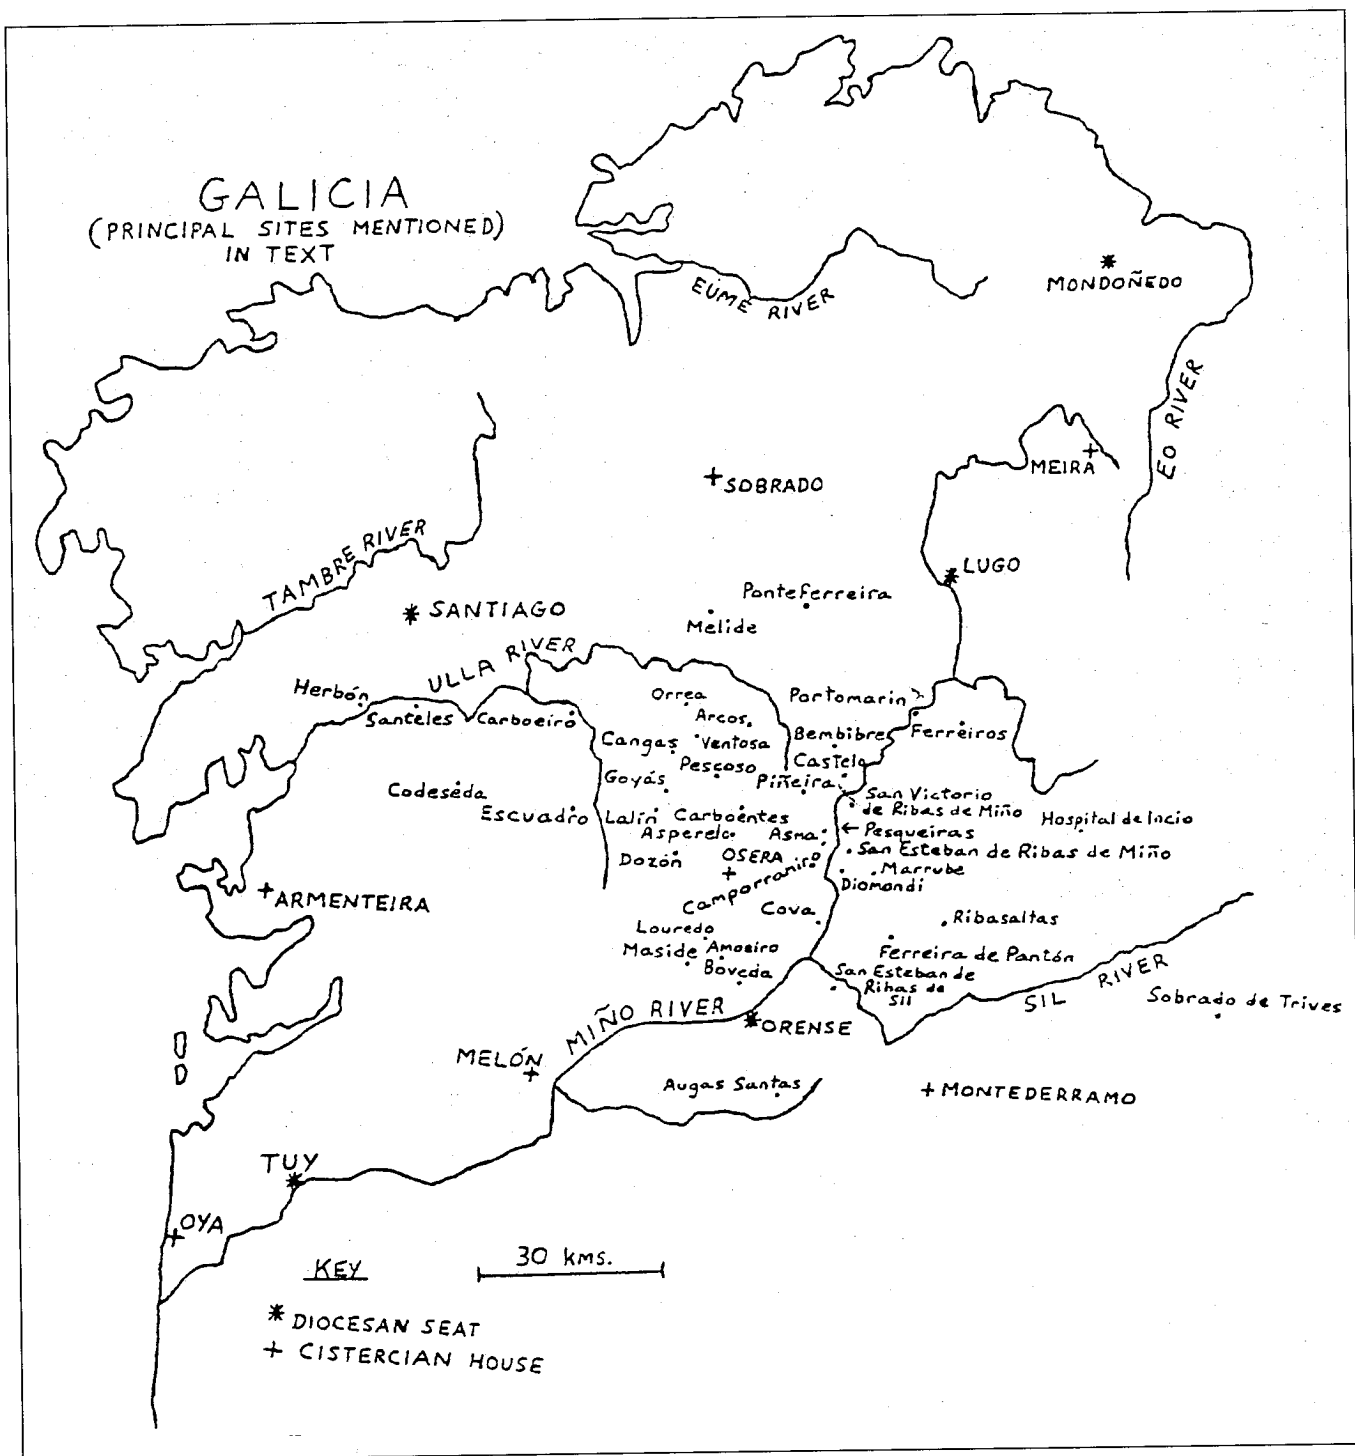 GALICIA
(PRINCIPAL SITES MENTIONED)
IN TEXT
EUME RIVER
MONDOÑEDO
EO RIVER
MEIRA
SOBRADO
TAMBRE RIVER
LUGO
SANTIAGO
Ponteferreira
Melide
ULLA RIVER
Herbón
Santeles
Carboeiro
Orrea
Arcos
Portomarin
Cangas
Ventosa
Bembibre
Ferreiros
Pescoso
Castelo
Goyás
Piñeira
Codeseda
Escuadro
Lalín
Carboentes
San Victorio
de Ribas de Miño
Hospital de Incio
Asperelo
Asma
← Pesqueiras
Dozón
OSERA
San Esteban de Ribas de Miño
Camporramiro
Marrube
Diomondi
ARMENTEIRA
Cova
Ribasaltas
Louredo
Maside
Amoeiro
Ferreira de Pantón
Bóveda
San Esteban de
Ribas de
Sil
SIL RIVER
Sobrado de Trives
MIÑO RIVER
ORENSE
MELÓN
Augas Santas
MONTEDERRAMO
TUY
OYA
KEY
30 KMS.
* DIOCESAN SEAT
+ CISTERCIAN HOUSE